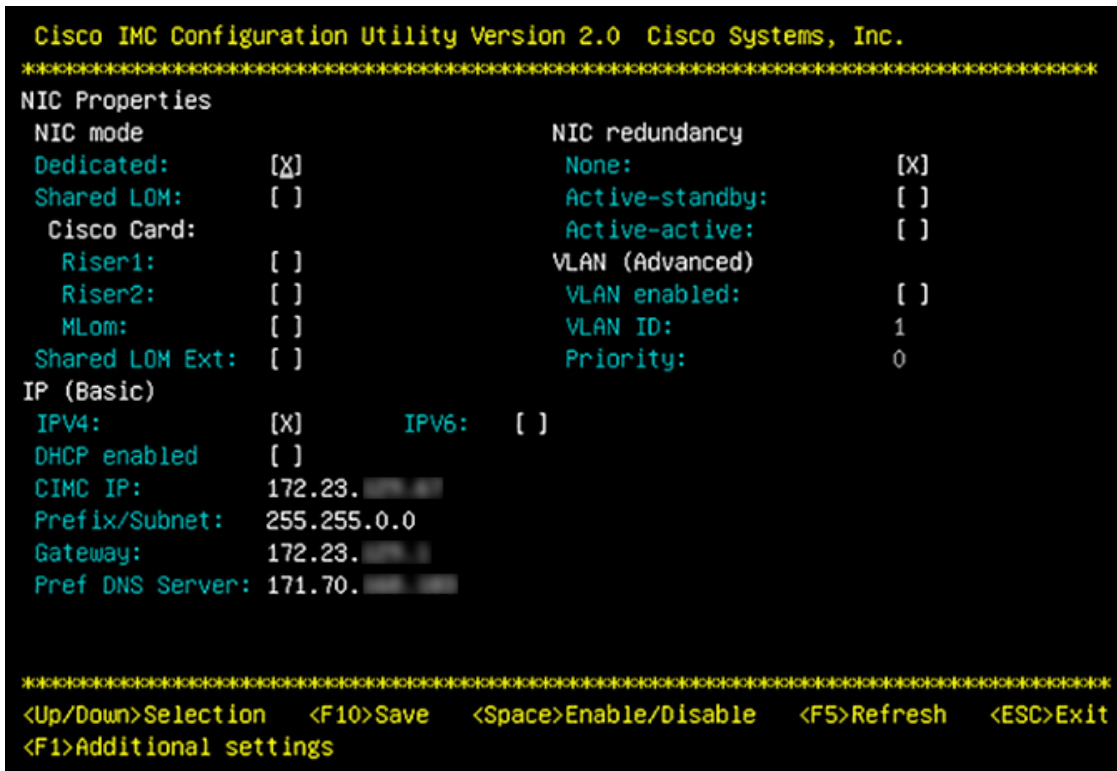 Cisco IMC Configuration Utility Version 2.0 Cisco Systems, Inc.
******************************************************************************
NIC Properties
NIC mode NIC redundancy
Dedicated: [X] None: [X]
Shared LOM: [ ] Active-standby: [ ]
Cisco Card: Active-active: [ ]
Riser1: [ ] VLAN (Advanced)
Riser2: [ ] VLAN enabled: [ ]
MLom: [ ] VLAN ID: 1
Shared LOM Ext: [ ] Priority: 0
IP (Basic)
IPV4: [X] IPV6: [ ]
DHCP enabled [ ]
CIMC IP: 172.23.
Prefix/Subnet: 255.255.0.0
Gateway: 172.23.
Pref DNS Server: 171.70.
******************************************************************************
<Up/Down>Selection <F10>Save <Space>Enable/Disable <F5>Refresh <ESC>Exit
<F1>Additional settings